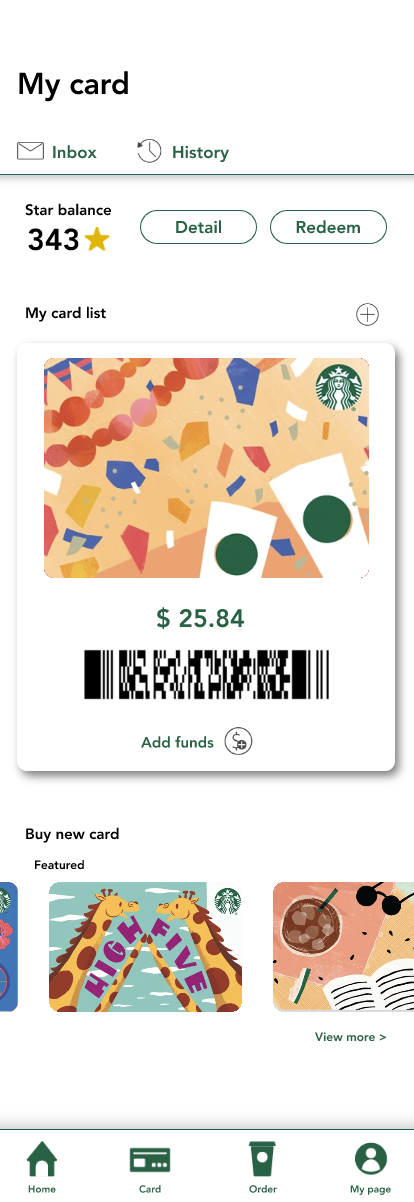 My card
Inbox
History
Star balance
343
Detail
Redeem
My card list
$ 25.84
Add funds
Buy new card
Featured
HIGH FIVE
View more >
Home
Card
Order
My page